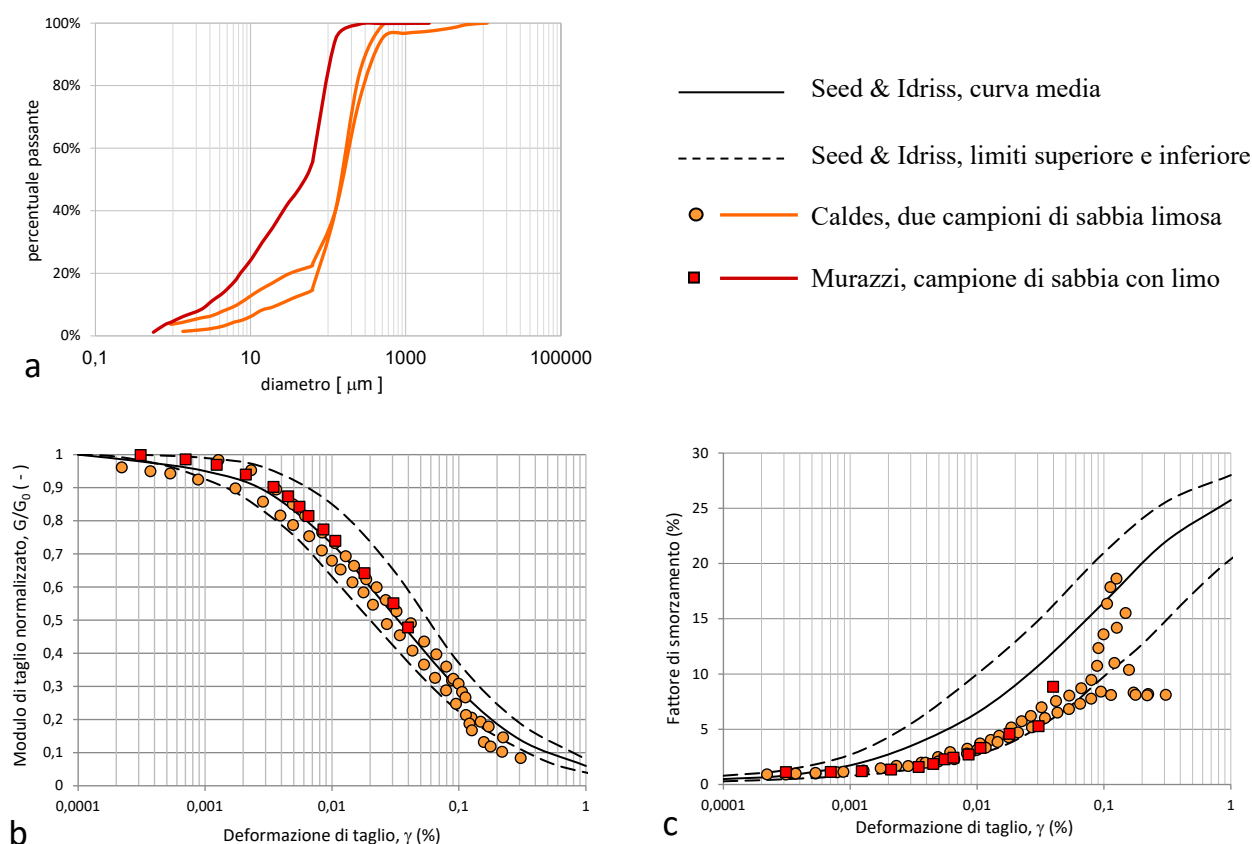 100%
80%
60%
40%
20%
0%
percentuale passante
0,1
10
1000
100000
diametro [ μm ]
a
Seed & Idriss, curva media
Seed & Idriss, limiti superiore e inferiore
Caldes, due campioni di sabbia limosa
Murazzi, campione di sabbia con limo
1
0,9
0,8
0,7
0,6
0,5
0,4
0,3
0,2
0,1
0
Modulo di taglio normalizzato, G/G₀ ( - )
0,0001
0,001
0,01
0,1
1
Deformazione di taglio, γ (%)
b
30
25
20
15
10
5
0
Fattore di smorzamento (%)
0,0001
0,001
0,01
0,1
1
Deformazione di taglio, γ (%)
c